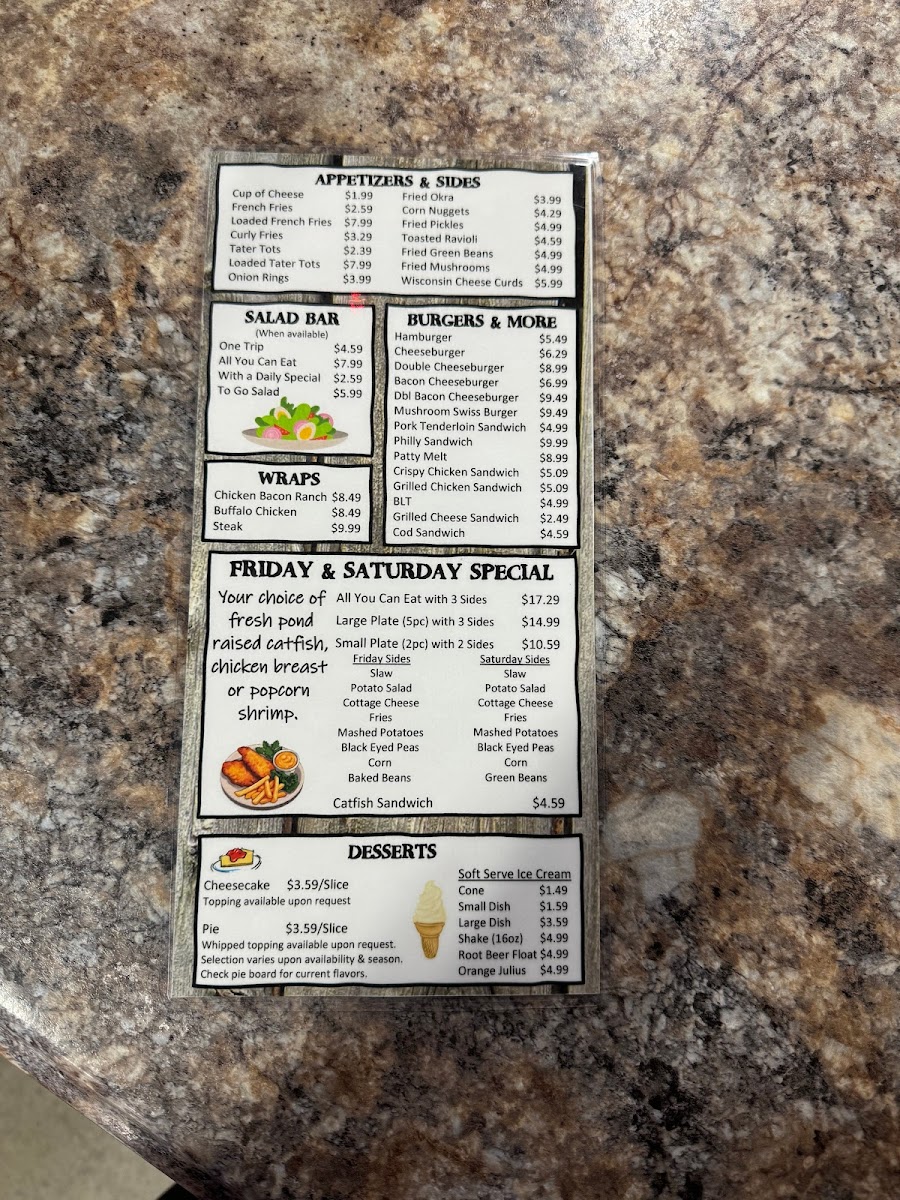 APPETIZERS & SIDES
Cup of Cheese $1.99
French Fries $2.59
Loaded French Fries $7.99
Curly Fries $3.29
Tater Tots $2.39
Loaded Tater Tots $7.99
Onion Rings $3.99
Fried Okra $3.99
Corn Nuggets $4.29
Fried Pickles $4.99
Toasted Ravioli $4.59
Fried Green Beans $4.99
Fried Mushrooms $4.99
Wisconsin Cheese Curds $5.99
SALAD BAR
(When available)
One Trip $4.59
All You Can Eat $7.99
With a Daily Special $2.59
To Go Salad $5.99
WRAPS
Chicken Bacon Ranch $8.49
Buffalo Chicken $8.49
Steak $9.99
BURGERS & MORE
Hamburger $5.49
Cheeseburger $6.29
Double Cheeseburger $8.99
Bacon Cheeseburger $6.99
Dbl Bacon Cheeseburger $9.49
Mushroom Swiss Burger $9.49
Pork Tenderloin Sandwich $4.99
Philly Sandwich $9.99
Patty Melt $8.99
Crispy Chicken Sandwich $5.09
Grilled Chicken Sandwich $5.09
BLT $4.99
Grilled Cheese Sandwich $2.49
Cod Sandwich $4.59
FRIDAY & SATURDAY SPECIAL
Your choice of
fresh pond
raised catfish,
chicken breast
or popcorn
shrimp.
All You Can Eat with 3 Sides $17.29
Large Plate (5pc) with 3 Sides $14.99
Small Plate (2pc) with 2 Sides $10.59
Friday Sides
Slaw
Potato Salad
Cottage Cheese
Fries
Mashed Potatoes
Black Eyed Peas
Corn
Baked Beans
Saturday Sides
Slaw
Potato Salad
Cottage Cheese
Fries
Mashed Potatoes
Black Eyed Peas
Corn
Green Beans
Catfish Sandwich $4.59
DESSERTS
Cheesecake $3.59/Slice
Topping available upon request
Pie $3.59/Slice
Whipped topping available upon request.
Selection varies upon availability & season.
Check pie board for current flavors.
Soft Serve Ice Cream
Cone $1.49
Small Dish $1.59
Large Dish $3.59
Shake (16oz) $4.99
Root Beer Float $4.99
Orange Julius $4.99